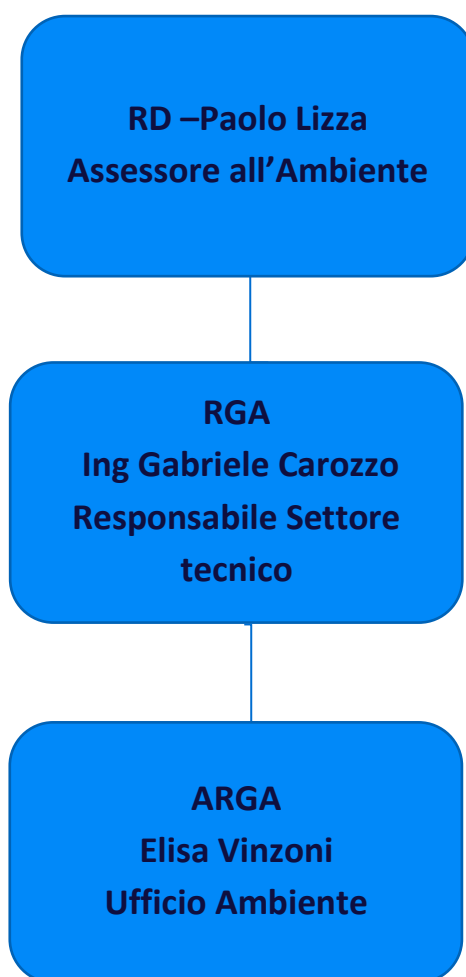 RD –Paolo Lizza
Assessore all’Ambiente
RGA
Ing Gabriele Carozzo
Responsabile Settore
tecnico
ARGA
Elisa Vinzoni
Ufficio Ambiente